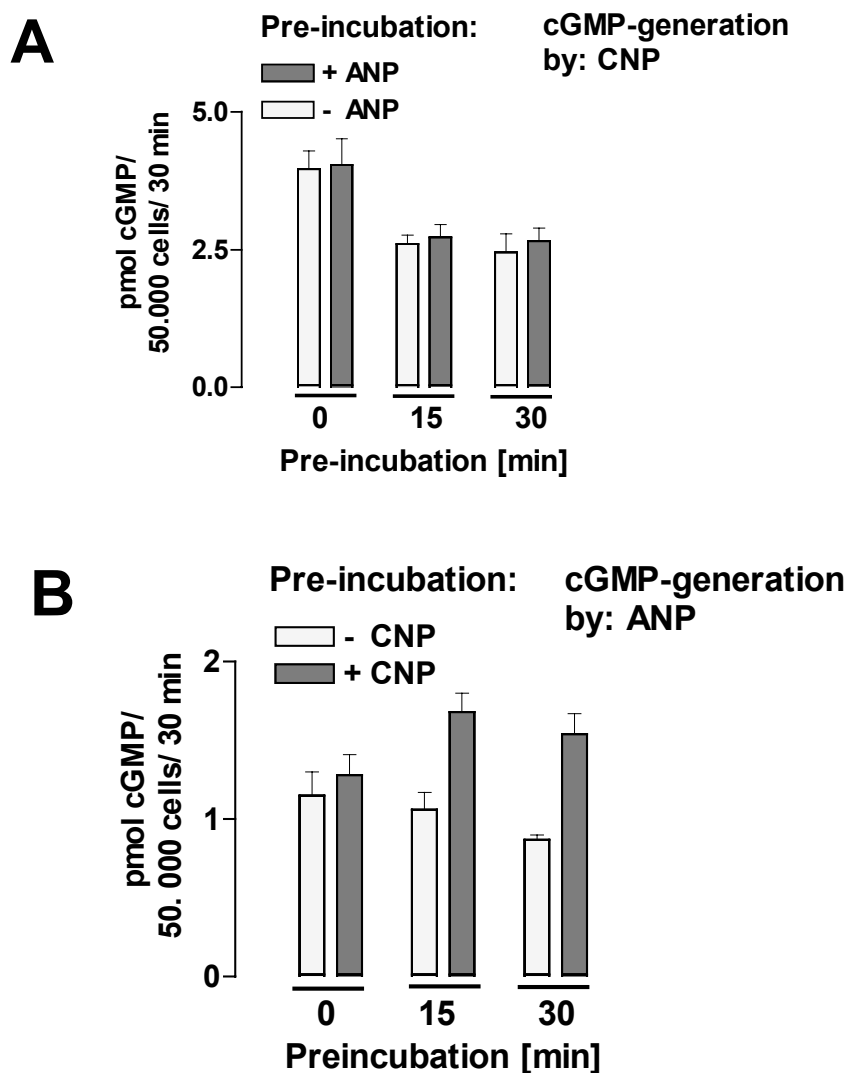 A
Pre-incubation:
+ ANP
- ANP
cGMP-generation
by: CNP
pmol cGMP/
50.000 cells/ 30 min
5.0
2.5
0.0
0 15 30
Pre-incubation [min]
B
Pre-incubation:
- CNP
+ CNP
cGMP-generation
by: ANP
pmol cGMP/
50. 000 cells/ 30 min
2
1
0
0 15 30
Preincubation [min]